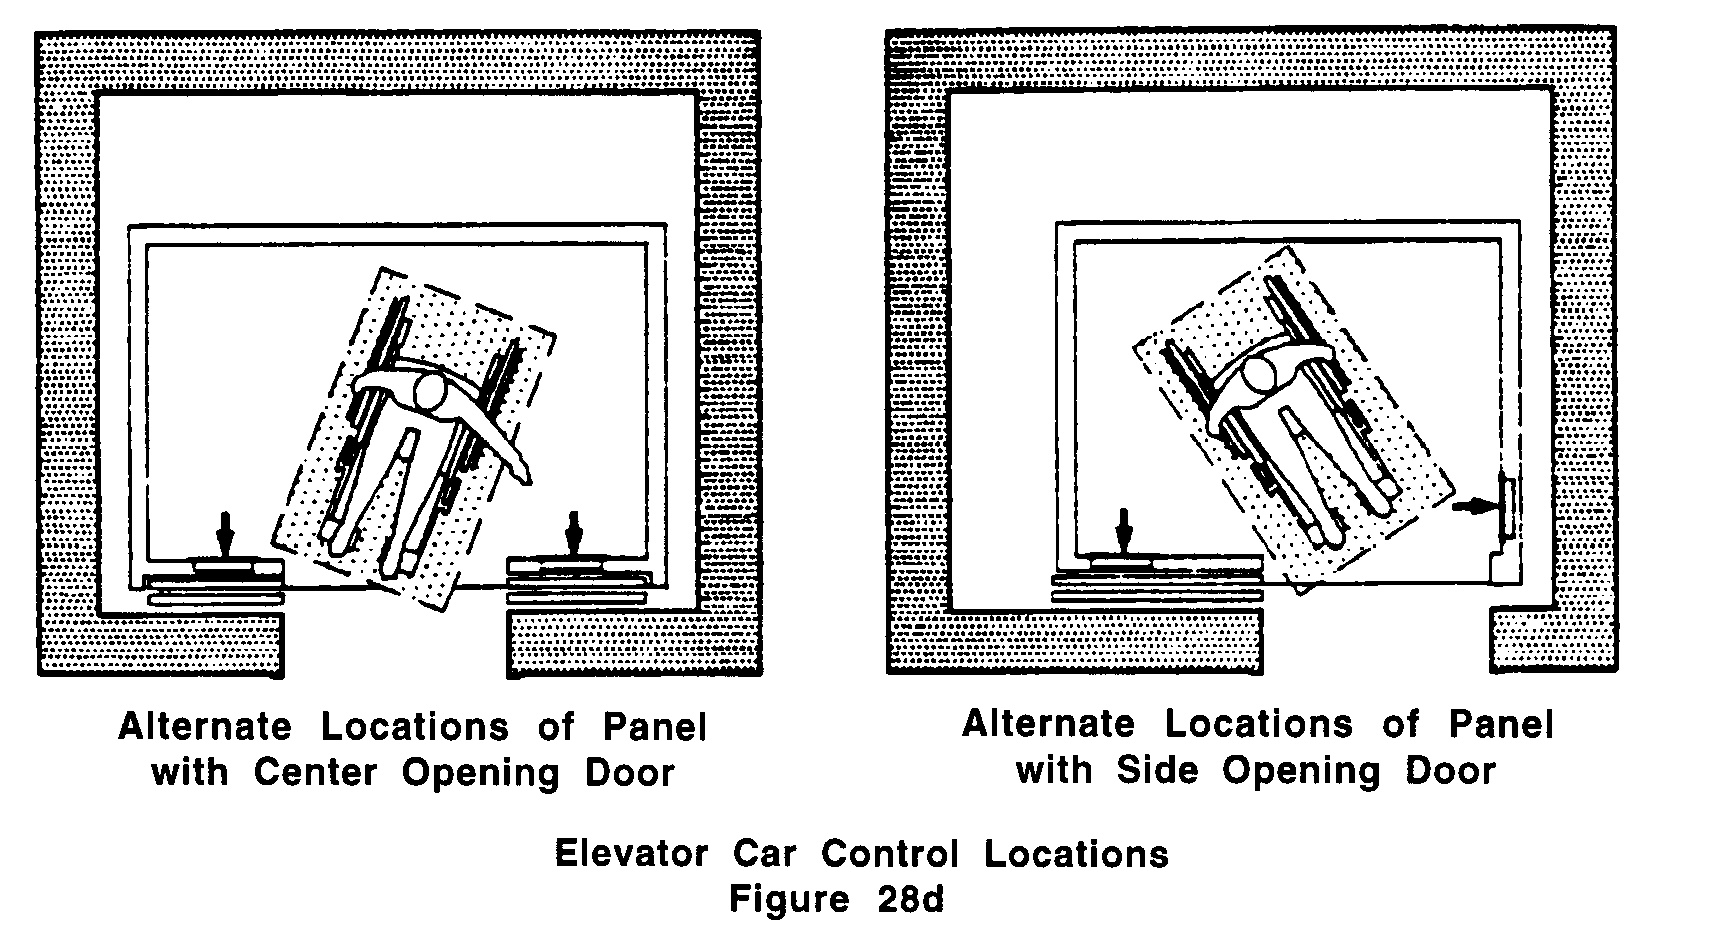 Alternate Locations of Panel
with Center Opening Door
Alternate Locations of Panel
with Side Opening Door
Elevator Car Control Locations
Figure 28d